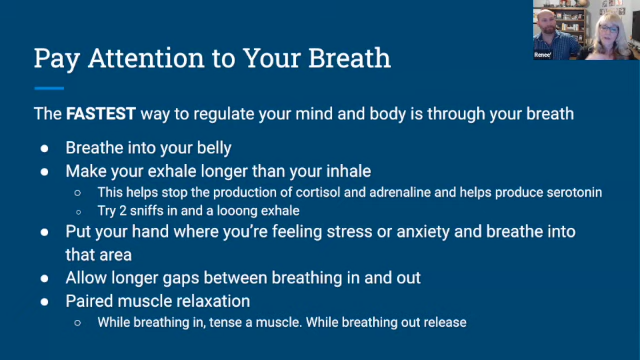 Pay Attention to Your Breath
Renee'
The FASTEST way to regulate your mind and body is through your breath
● Breathe into your belly
● Make your exhale longer than your inhale
○ This helps stop the production of cortisol and adrenaline and helps produce serotonin
○ Try 2 sniffs in and a looong exhale
● Put your hand where you're feeling stress or anxiety and breathe into
that area
● Allow longer gaps between breathing in and out
● Paired muscle relaxation
○ While breathing in, tense a muscle. While breathing out release